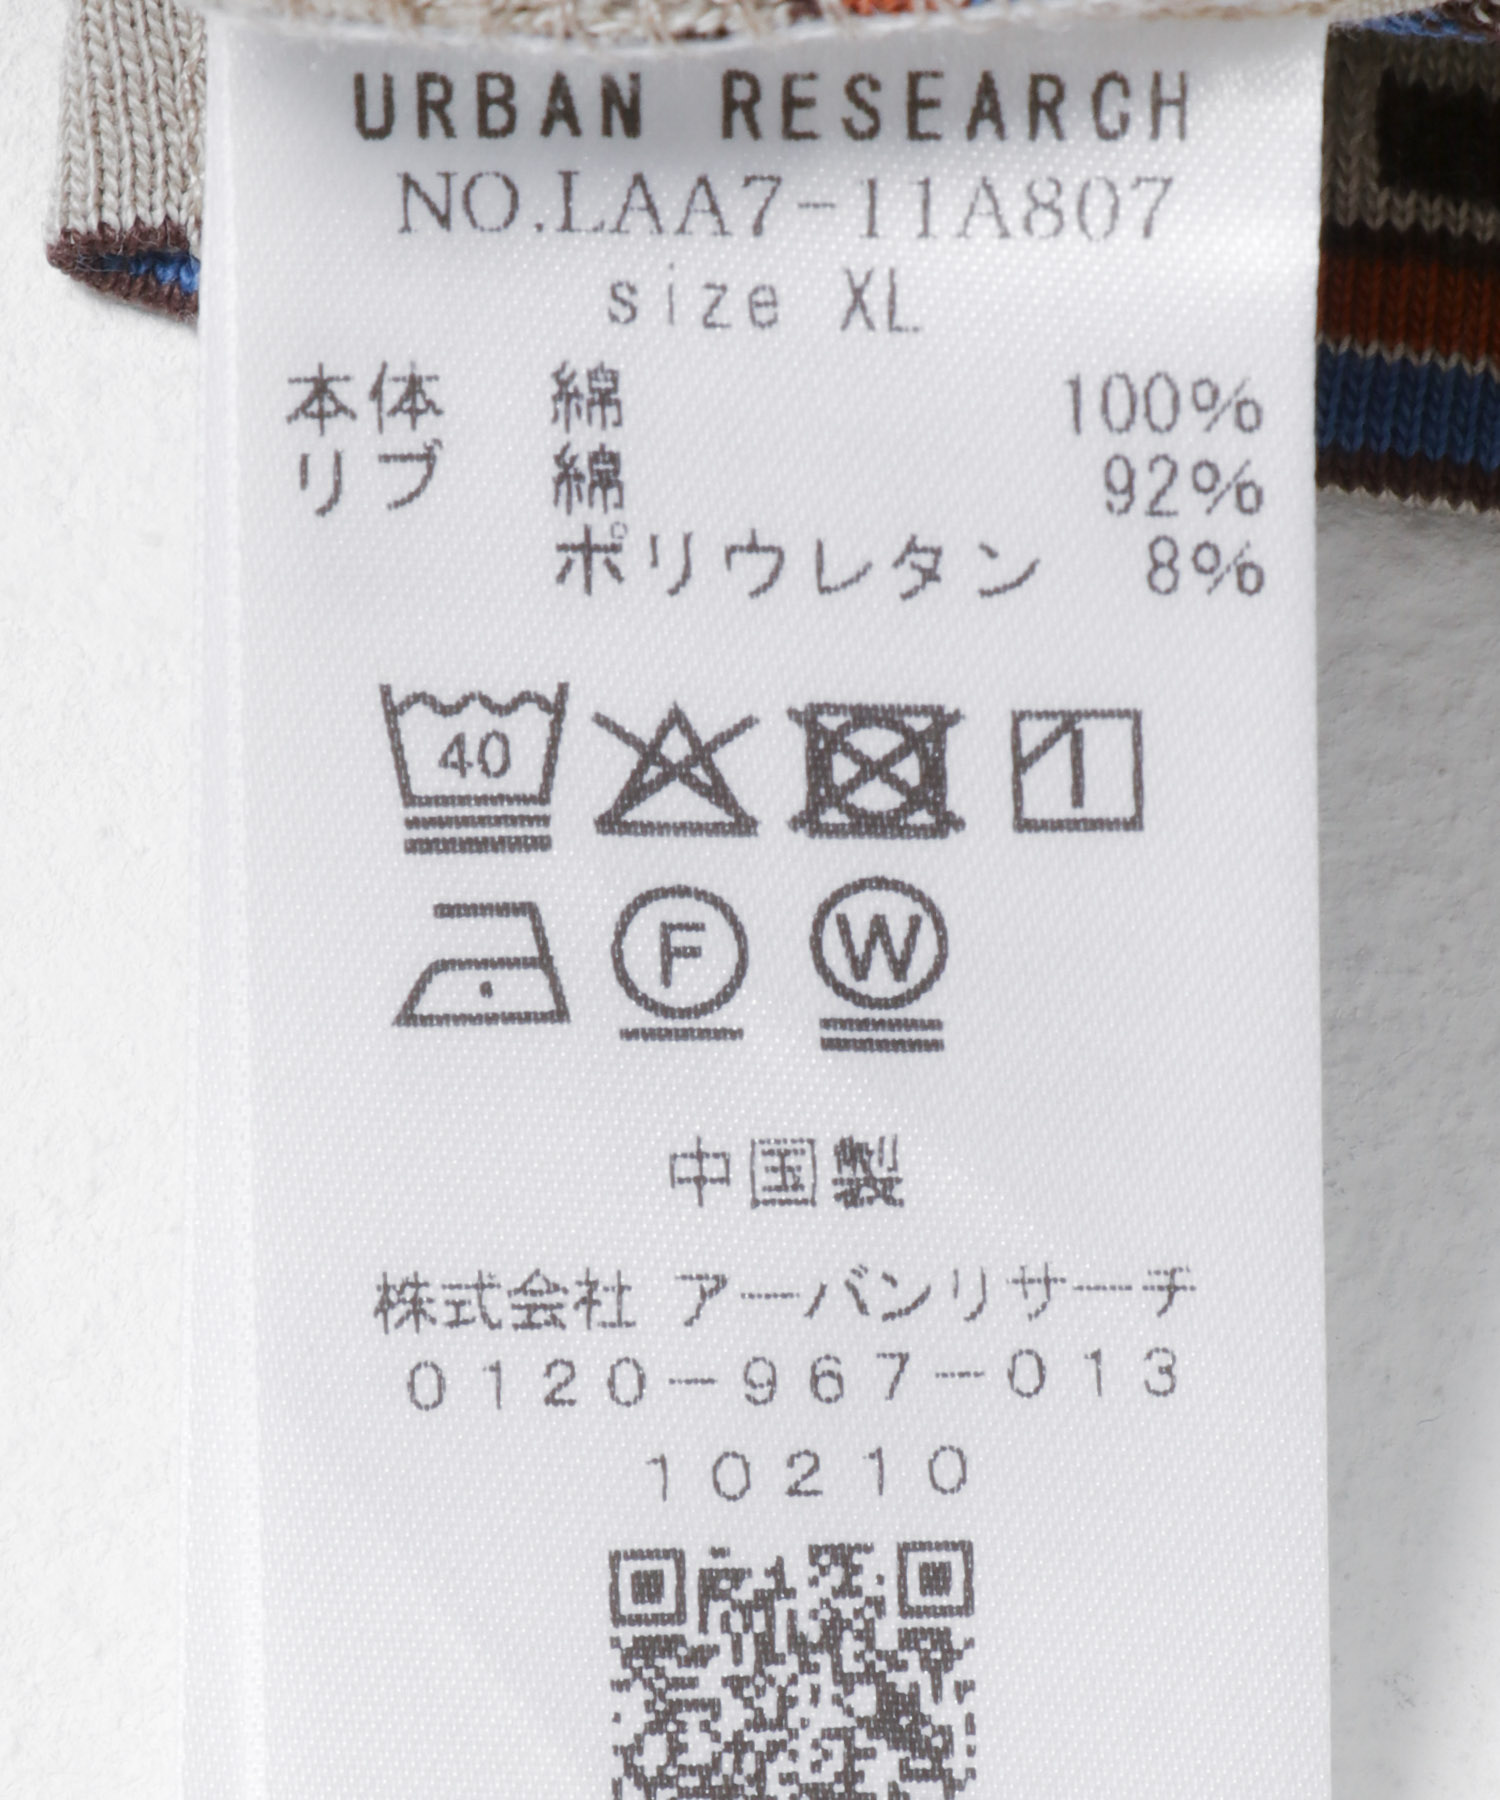 URBAN RESEARCH
NO.LAA7-11A807
size XL
本体 綿 100%
リブ 綿 92%
ポリウレタン 8%
40
F W
中国製
株式会社 アーバンリサーチ
0120-967-013
10210